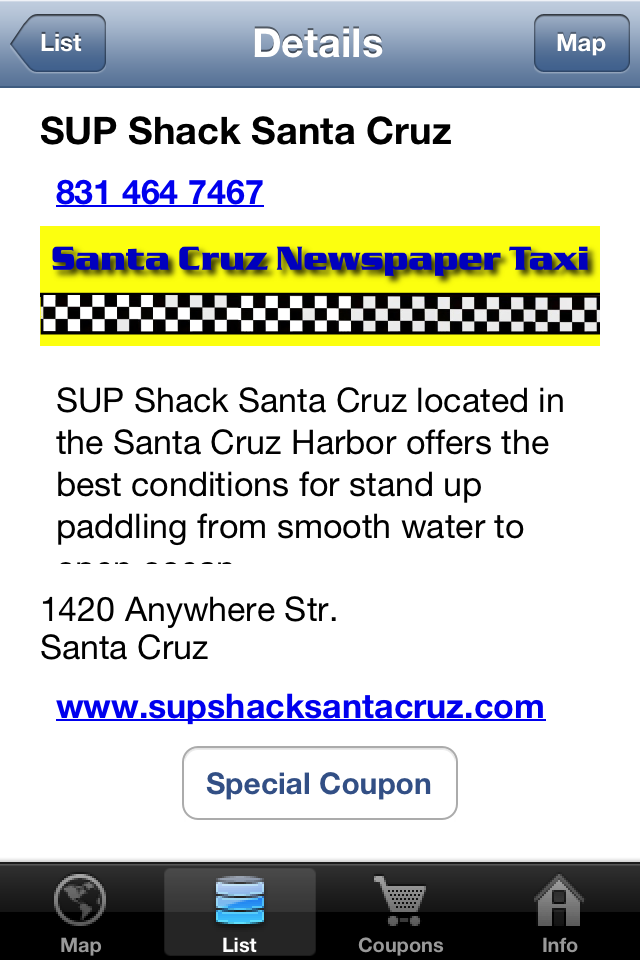 List Details Map
SUP Shack Santa Cruz
831 464 7467
Santa Cruz Newspaper Taxi
SUP Shack Santa Cruz located in
the Santa Cruz Harbor offers the
best conditions for stand up
paddling from smooth water to
1420 Anywhere Str.
Santa Cruz
www.supshacksantacruz.com
Special Coupon
Map List Coupons Info